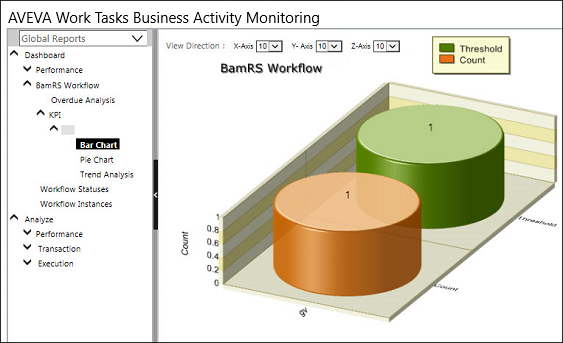 AVEVA Work Tasks Business Activity Monitoring
Global Reports
Dashboard
Performance
BamRS Workflow
Overdue Analysis
KPI
Bar Chart
Pie Chart
Trend Analysis
Workflow Statuses
Workflow Instances
Analyze
Performance
Transaction
Execution
View Direction : X-Axis 10 Y- Axis 10 Z-Axis 10
BamRS Workflow
Threshold
Count
1
1
Count
1
0.8
0.6
0.4
0.2
0
gv
Count
Threshold